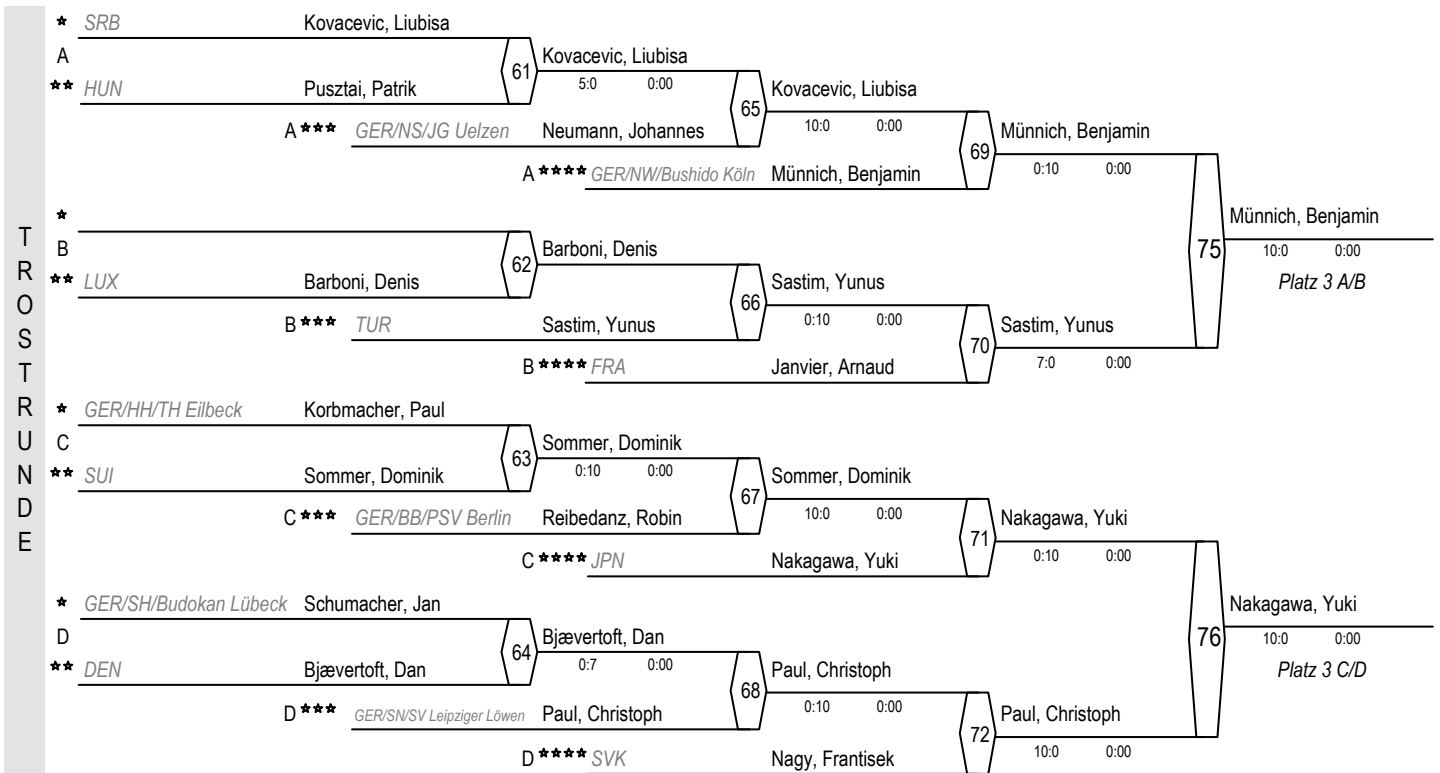 TROSTRUNDE
* SRB Kovacevic, Liubisa
A
** HUN Pusztai, Patrik
61
Kovacevic, Liubisa
5:0 0:00
A *** GER/NS/JG Uelzen Neumann, Johannes
65
Kovacevic, Liubisa
10:0 0:00
A **** GER/NW/Bushido Köln Münnich, Benjamin
69
Münnich, Benjamin
0:10 0:00
*
B
** LUX Barboni, Denis
62
Barboni, Denis
B *** TUR Sastim, Yunus
66
Sastim, Yunus
0:10 0:00
B **** FRA Janvier, Arnaud
70
Sastim, Yunus
7:0 0:00
75
Münnich, Benjamin
10:0 0:00
Platz 3 A/B
* GER/HH/TH Eilbeck Korbmacher, Paul
C
** SUI Sommer, Dominik
63
Sommer, Dominik
0:10 0:00
C *** GER/BB/PSV Berlin Reibedanz, Robin
67
Sommer, Dominik
10:0 0:00
C **** JPN Nakagawa, Yuki
71
Nakagawa, Yuki
0:10 0:00
* GER/SH/Budokan Lübeck Schumacher, Jan
D
** DEN Bjævertoft, Dan
64
Bjævertoft, Dan
0:7 0:00
D *** GER/SN/SV Leipziger Löwen Paul, Christoph
68
Paul, Christoph
0:10 0:00
D **** SVK Nagy, Frantisek
72
Paul, Christoph
10:0 0:00
76
Nakagawa, Yuki
10:0 0:00
Platz 3 C/D